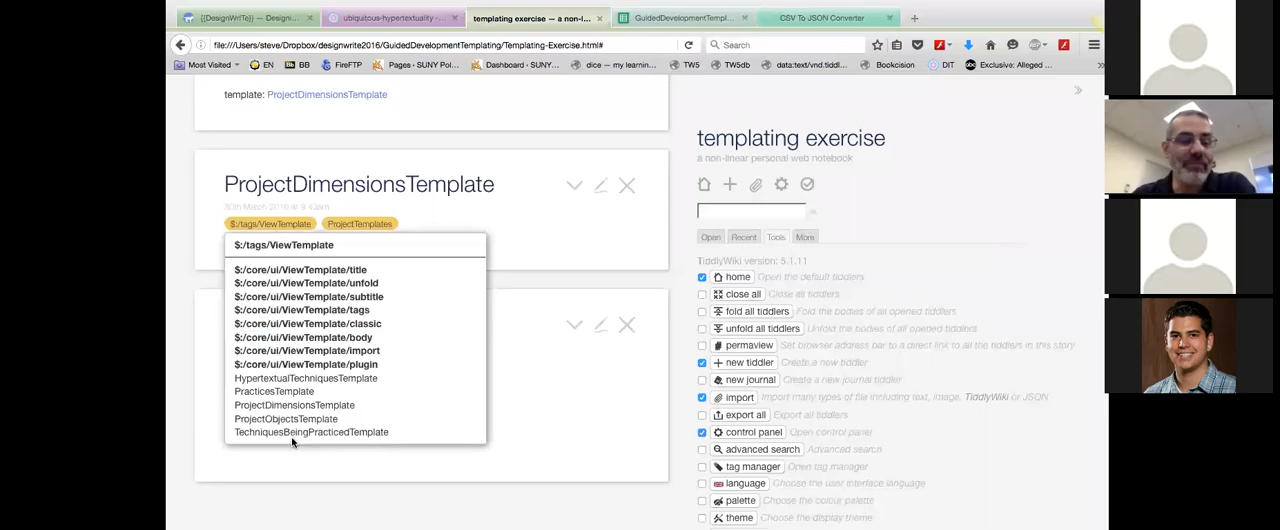 {{DesignWriTe}} — Designi...
ubiquitous-hypertextuality -...
templating exercise — a non-l...
GuidedDevelopmentTempl...
CSV To JSON Converter
file:///Users/steve/Dropbox/designwrite2016/GuidedDevelopmentTemplating/Templating-Exercise.html#
Search
Most Visited
EN
BB
FireFTP
Pages ‹ SUNY Pol...
Dashboard ‹ SUNY...
dice — my learnin...
TW5
TW5db
data:text/vnd.tiddl...
Bookcision
DIT
Exclusive: Alleged ...
template: ProjectDimensionsTemplate
ProjectDimensionsTemplate
30th March 2016 at 9:43am
$:/tags/ViewTemplate
ProjectTemplates
$:/tags/ViewTemplate
$:/core/ui/ViewTemplate/title
$:/core/ui/ViewTemplate/unfold
$:/core/ui/ViewTemplate/subtitle
$:/core/ui/ViewTemplate/tags
$:/core/ui/ViewTemplate/classic
$:/core/ui/ViewTemplate/body
$:/core/ui/ViewTemplate/import
$:/core/ui/ViewTemplate/plugin
HypertextualTechniquesTemplate
PracticesTemplate
ProjectDimensionsTemplate
ProjectObjectsTemplate
TechniquesBeingPracticedTemplate
templating exercise
a non-linear personal web notebook
Open
Recent
Tools
More
TiddlyWiki version: 5.1.11
home Open the default tiddlers
close all Close all tiddlers
fold all tiddlers Fold the bodies of all opened tiddlers
unfold all tiddlers Unfold the bodies of all opened tiddlers
permaview Set browser address bar to a direct link to all the tiddlers in this story
new tiddler Create a new tiddler
new journal Create a new journal tiddler
import Import many types of file including text, image, TiddlyWiki or JSON
export all Export all tiddlers
control panel Open control panel
advanced search Advanced search
tag manager Open tag manager
language Choose the user interface language
palette Choose the colour palette
theme Choose the display theme